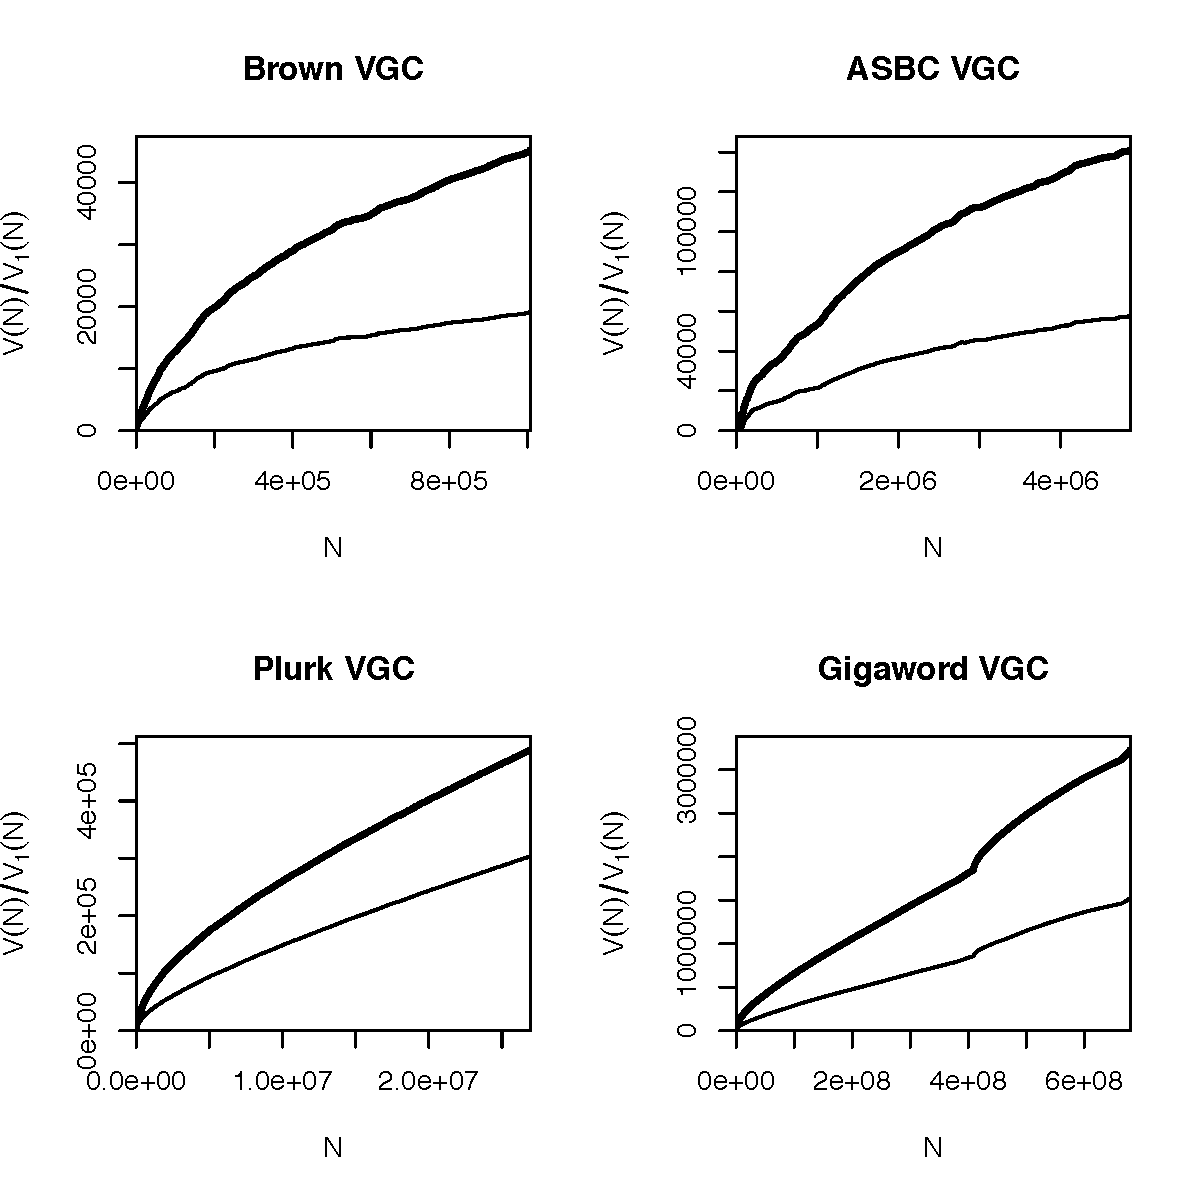 Brown VGC
V(N)/V₁(N)
0
20000
40000
0e+00
4e+05
8e+05
N
ASBC VGC
V(N)/V₁(N)
0
40000
100000
0e+00
2e+06
4e+06
N
Plurk VGC
V(N)/V₁(N)
0e+00
2e+05
4e+05
0.0e+00
1.0e+07
2.0e+07
N
Gigaword VGC
V(N)/V₁(N)
0
1000000
3000000
0e+00
2e+08
4e+08
6e+08
N